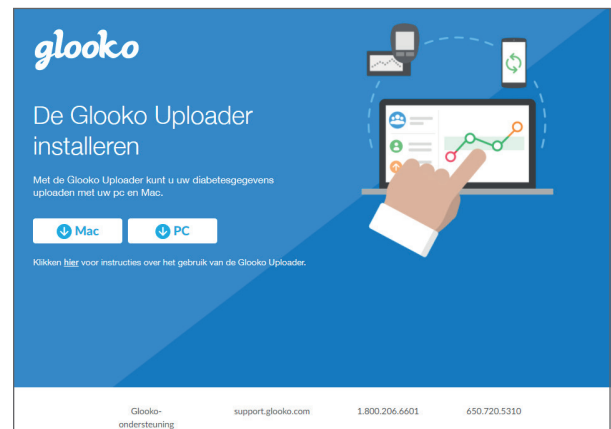 glooko
De Glooko Uploader
installeren
Met de Glooko Uploader kunt u uw diabetesgegevens
uploaden met uw pc en Mac.
Mac PC
Klikken hier voor instructies over het gebruik van de Glooko Uploader.
Glooko-
ondersteuning
support.glooko.com 1.800.206.6601 650.720.5310